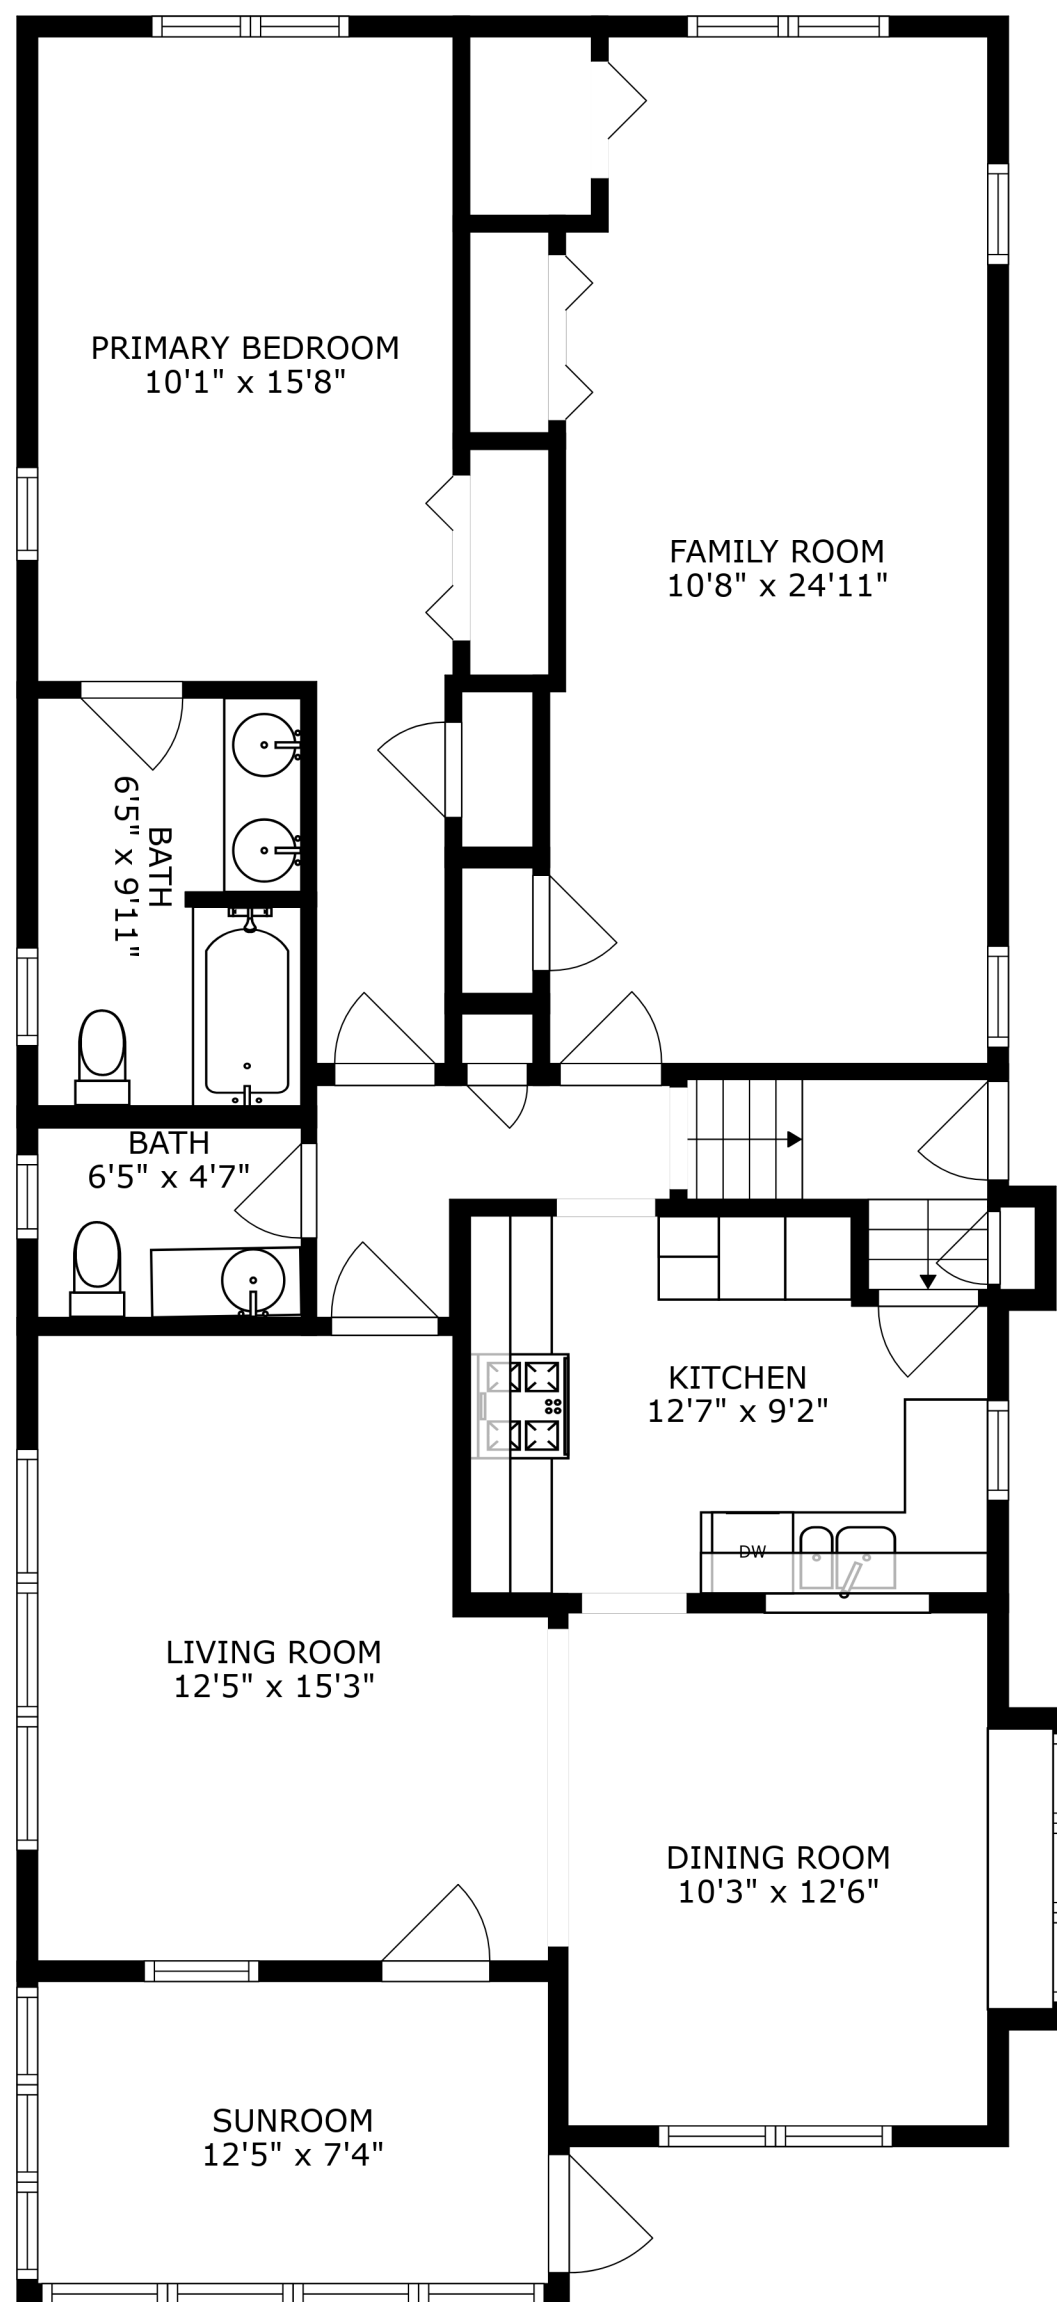 PRIMARY BEDROOM
10'1" x 15'8"
FAMILY ROOM
10'8" x 24'11"
BATH
6'5" x 9'11"
BATH
6'5" x 4'7"
KITCHEN
12'7" x 9'2"
DW
LIVING ROOM
12'5" x 15'3"
DINING ROOM
10'3" x 12'6"
SUNROOM
12'5" x 7'4"